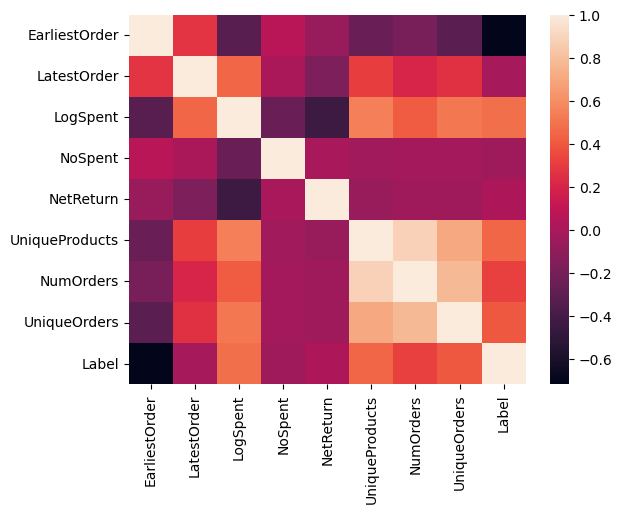 EarliestOrder
LatestOrder
LogSpent
NoSpent
NetReturn
UniqueProducts
NumOrders
UniqueOrders
Label
EarliestOrder
LatestOrder
LogSpent
NoSpent
NetReturn
UniqueProducts
NumOrders
UniqueOrders
Label
1.0
0.8
0.6
0.4
0.2
0.0
−0.2
−0.4
−0.6